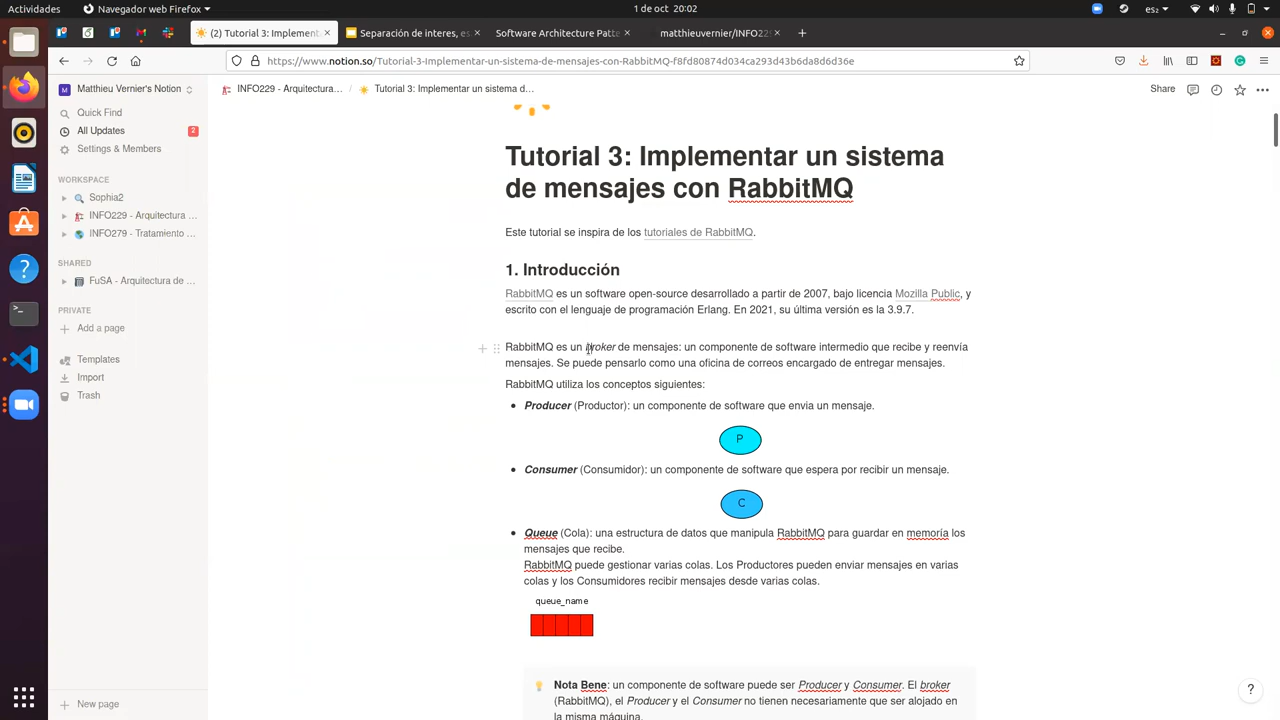 Actividades
Navegador web Firefox
1 de oct 20:02
es₂
(2) Tutorial 3: Implement
Separación de interes, es
Software Architecture Patte
matthieuvernier/INFO229
https://www.notion.so/Tutorial-3-Implementar-un-sistema-de-mensajes-con-RabbitMQ-f8fd80874d034ca293d43b6da8d6d36e
Matthieu Vernier's Notion
INFO229 - Arquitectura... / Tutorial 3: Implementar un sistema d...
Share
Quick Find
All Updates
2
Settings & Members
WORKSPACE
Sophia2
INFO229 - Arquitectura ...
INFO279 - Tratamiento ...
SHARED
FuSA - Arquitectura de ...
PRIVATE
Add a page
Templates
Import
Trash
New page
Tutorial 3: Implementar un sistema
de mensajes con RabbitMQ
Este tutorial se inspira de los tutoriales de RabbitMQ.
1. Introducción
RabbitMQ es un software open-source desarrollado a partir de 2007, bajo licencia Mozilla Public, y
escrito con el lenguage de programación Erlang. En 2021, su última versión es la 3.9.7.
RabbitMQ es un broker de mensajes: un componente de software intermedio que recibe y reenvía
mensajes. Se puede pensarlo como una oficina de correos encargado de entregar mensajes.
RabbitMQ utiliza los conceptos siguientes:
• Producer (Productor): un componente de software que envia un mensaje.
P
• Consumer (Consumidor): un componente de software que espera por recibir un mensaje.
C
• Queue (Cola): una estructura de datos que manipula RabbitMQ para guardar en memoría los
mensajes que recibe.
RabbitMQ puede gestionar varias colas. Los Productores pueden enviar mensajes en varias
colas y los Consumidores recibir mensajes desde varias colas.
queue_name
Nota Bene: un componente de software puede ser Producer y Consumer. El broker
(RabbitMQ), el Producer y el Consumer no tienen necesariamente que ser alojado en
la misma máquina.
?